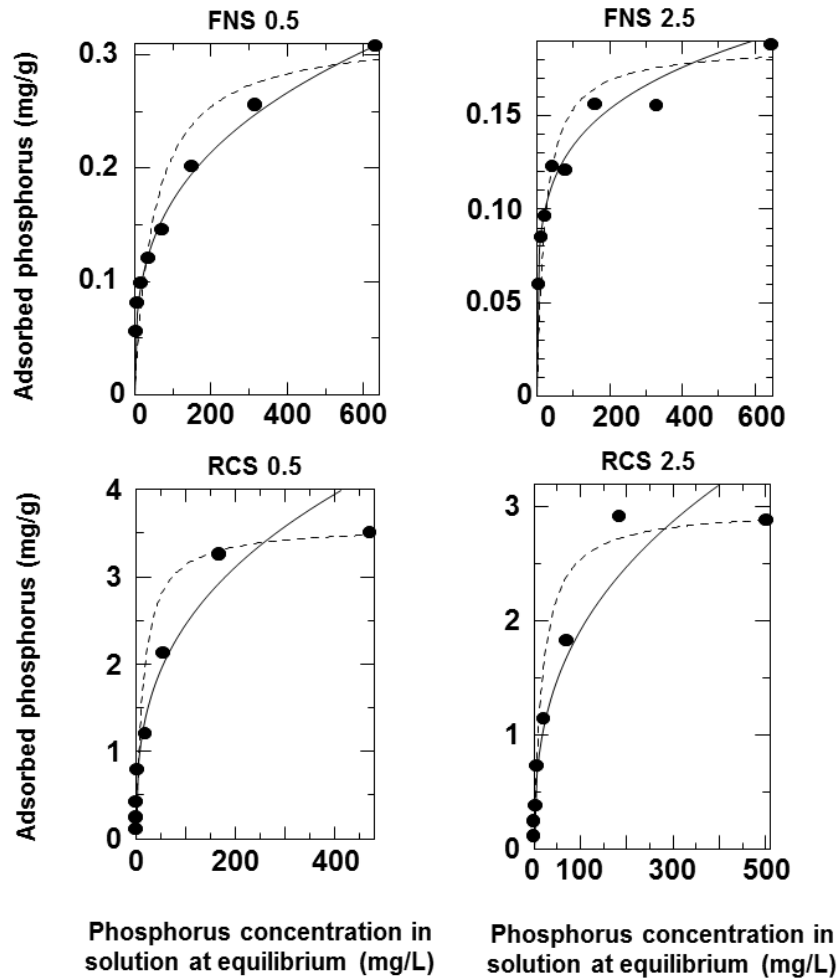 FNS 0.5
FNS 2.5
Adsorbed phosphorus (mg/g)
0.3
0.2
0.1
0
0 200 400 600
0.15
0.10
0.05
0
0 200 400 600
RCS 0.5
RCS 2.5
Adsorbed phosphorus (mg/g)
4
3
2
1
0
0 200 400
3
2
1
0
0 100 300 500
Phosphorus concentration in
solution at equilibrium (mg/L)
Phosphorus concentration in
solution at equilibrium (mg/L)